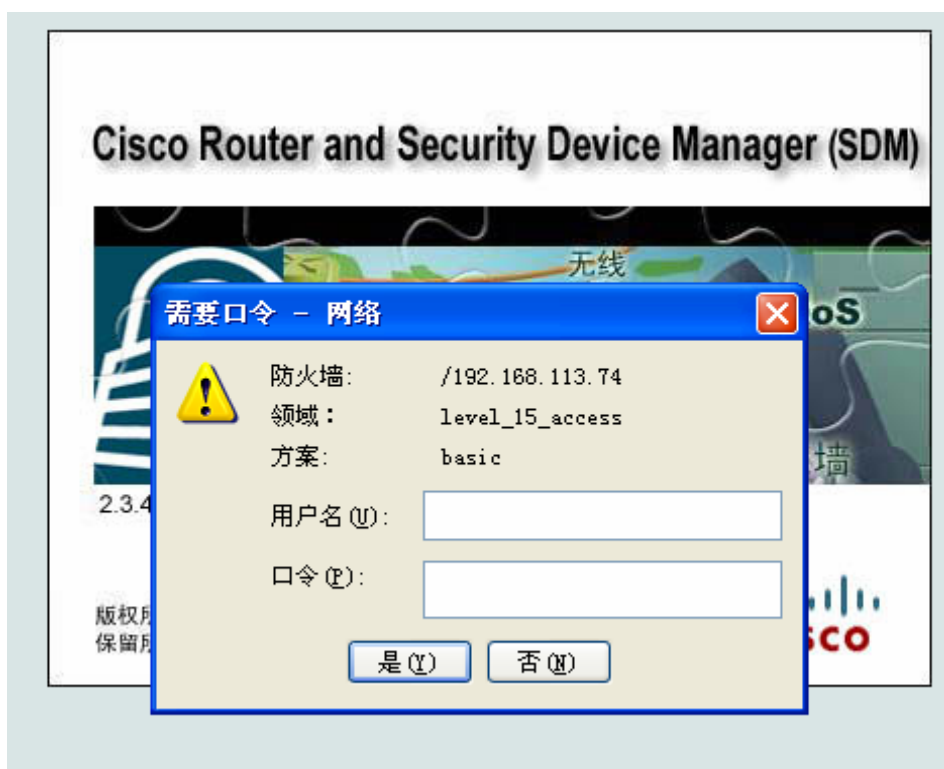 Cisco Router and Security Device Manager (SDM)
无线
oS
需要口令 - 网络
防火墙: /192.168.113.74
领域： level_15_access
方案: basic
墙
2.3.4
用户名(U):
口令(P):
版权所
保留所
是(Y) 否(N)
sco